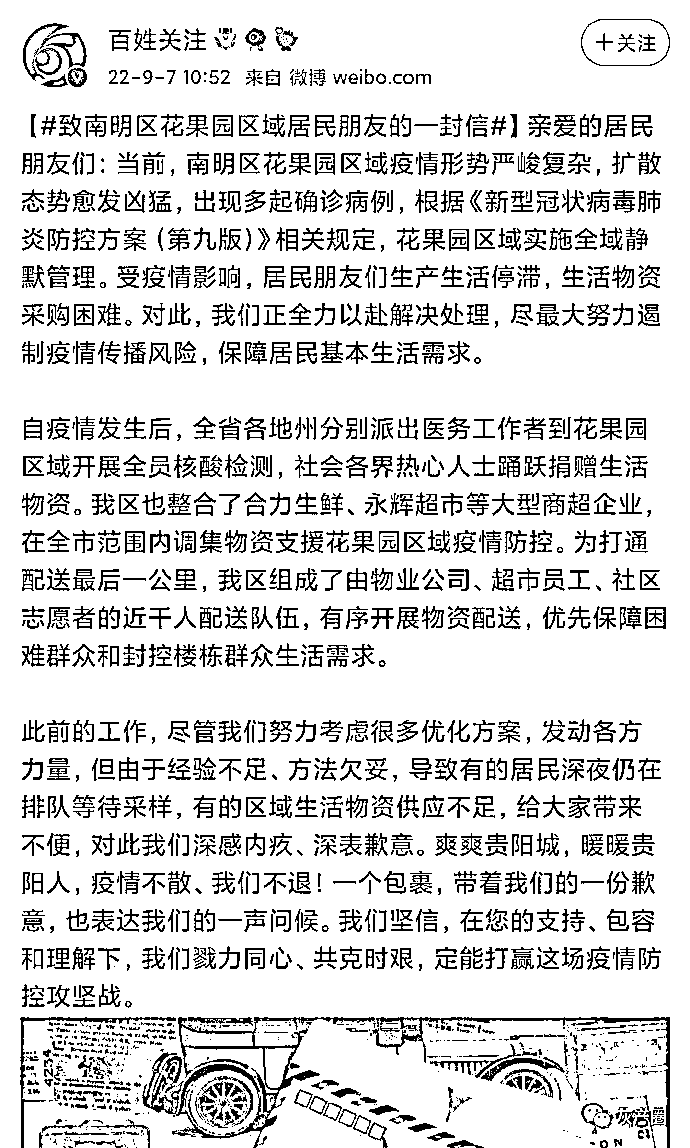 百姓关注
+关注
22-9-7 10:52 来自 微博 weibo.com
【#致南明区花果园区域居民朋友的一封信#】亲爱的居民
朋友们：当前，南明区花果园区域疫情形势严峻复杂，扩散
态势愈发凶猛，出现多起确诊病例，根据《新型冠状病毒肺
炎防控方案（第九版）》相关规定，花果园区域实施全域静
默管理。受疫情影响，居民朋友们生产生活停滞，生活物资
采购困难。对此，我们正全力以赴解决处理，尽最大努力遏
制疫情传播风险，保障居民基本生活需求。
自疫情发生后，全省各地州分别派出医务工作者到花果园
区域开展全员核酸检测，社会各界热心人士踊跃捐赠生活
物资。我区也整合了合力生鲜、永辉超市等大型商超企业，
在全市范围内调集物资支援花果园区域疫情防控。为打通
配送最后一公里，我区组成了由物业公司、超市员工、社区
志愿者的近千人配送队伍，有序开展物资配送，优先保障困
难群众和封控楼栋群众生活需求。
此前的工作，尽管我们努力考虑很多优化方案，发动各方
力量，但由于经验不足、方法欠妥，导致有的居民深夜仍在
排队等待采样，有的区域生活物资供应不足，给大家带来
不便，对此我们深感内疚、深表歉意。爽爽贵阳城，暖暖贵
阳人，疫情不散、我们不退！一个包裹，带着我们的一份歉
意，也表达我们的一声问候。我们坚信，在您的支持、包容
和理解下，我们戮力同心、共克时艰，定能打赢这场疫情防
控攻坚战。